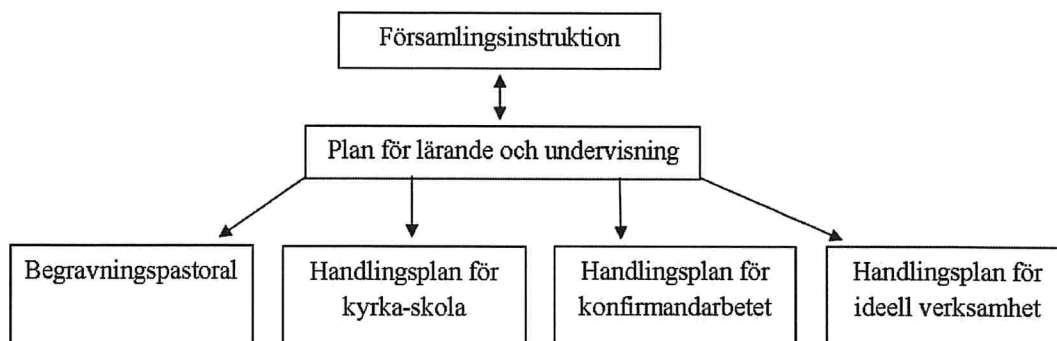 Församlingsinstruktion
Plan för lärande och undervisning
Begravningspastoral
Handlingsplan för
kyrka-skola
Handlingsplan för
konfirmandarbetet
Handlingsplan för
ideell verksamhet